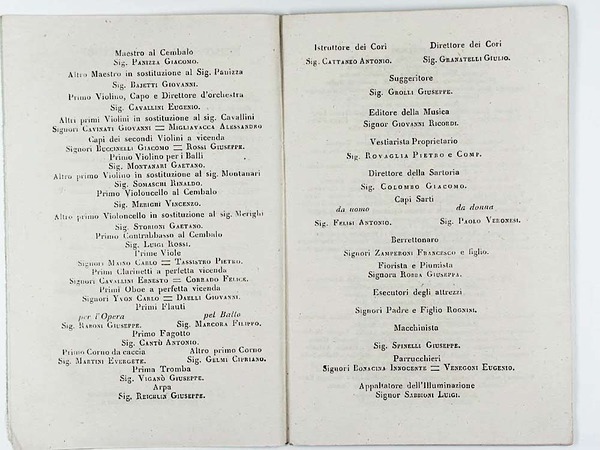 Maestro al Cembalo
Sig. Panizza Giacomo.
Altro Maestro in sostituzione al Sig. Panizza
Sig. Bajetti Giovanni.
Primo Violino, Capo e Direttore d'orchestra
Sig. Cavallini Eugenio.
Altri primi Violini in sostituzione al sig. Cavallini
Signori Cavinati Giovanni = Migliavacca Alessandro
Capi dei secondi Violini a vicenda
Signori Buccinelli Giacomo = Rossi Giuseppe.
Primo Violino per i Balli
Sig. Montanari Gaetano.
Altro primo Violino in sostituzione al sig. Montanari
Sig. Somaschi Rinaldo.
Primo Violoncello al Cembalo
Sig. Merighi Vincenzo.
Altro primo Violoncello in sostituzione al sig. Merighi
Sig. Storioni Gaetano.
Primo Contrabbasso al Cembalo
Sig. Luigi Rossi.
Prime Viole
Signori Maino Carlo = Tassistro Pietro.
Primi Clarinetti a perfetta vicenda
Signori Cavallini Ernesto = Corrado Felice.
Primi Oboe a perfetta vicenda
Signori Yvon Carlo = Daelli Giovanni.
Primi Flauti
per l'Opera pel Ballo
Sig. Raboni Giuseppe. Sig. Marcora Filippo.
Primo Fagotto
Sig. Cantù Antonio.
Primo Corno da caccia Altro primo Corno
Sig. Martini Evergete. Sig. Gelmi Cipriano.
Prima Tromba
Sig. Viganò Giuseppe.
Arpa
Sig. Reichlin Giuseppe.
Istruttore dei Cori Direttore dei Cori
Sig. Cattaneo Antonio. Sig. Granatelli Giulio.
Suggeritore
Sig. Grolli Giuseppe.
Editore della Musica
Signor Giovanni Ricordi.
Vestiarista Proprietario
Sig. Rovaglia Pietro e Comp.
Direttore della Sartoria
Sig. Colombo Giacomo.
Capi Sarti
da uomo da donna
Sig. Felisi Antonio. Sig. Paolo Veronesi.
Berrettonaro
Signori Zamperoni Francesco e figlio.
Fiorista e Piumista
Signora Robba Giuseppa.
Esecutori degli attrezzi
Signori Padre e Figlio Rognini.
Macchinista
Sig. Spinelli Giuseppe.
Parrucchieri
Signori Bonacina Innocente = Venegoni Eugenio.
Appaltatore dell'Illuminazione
Signor Sabbioni Luigi.